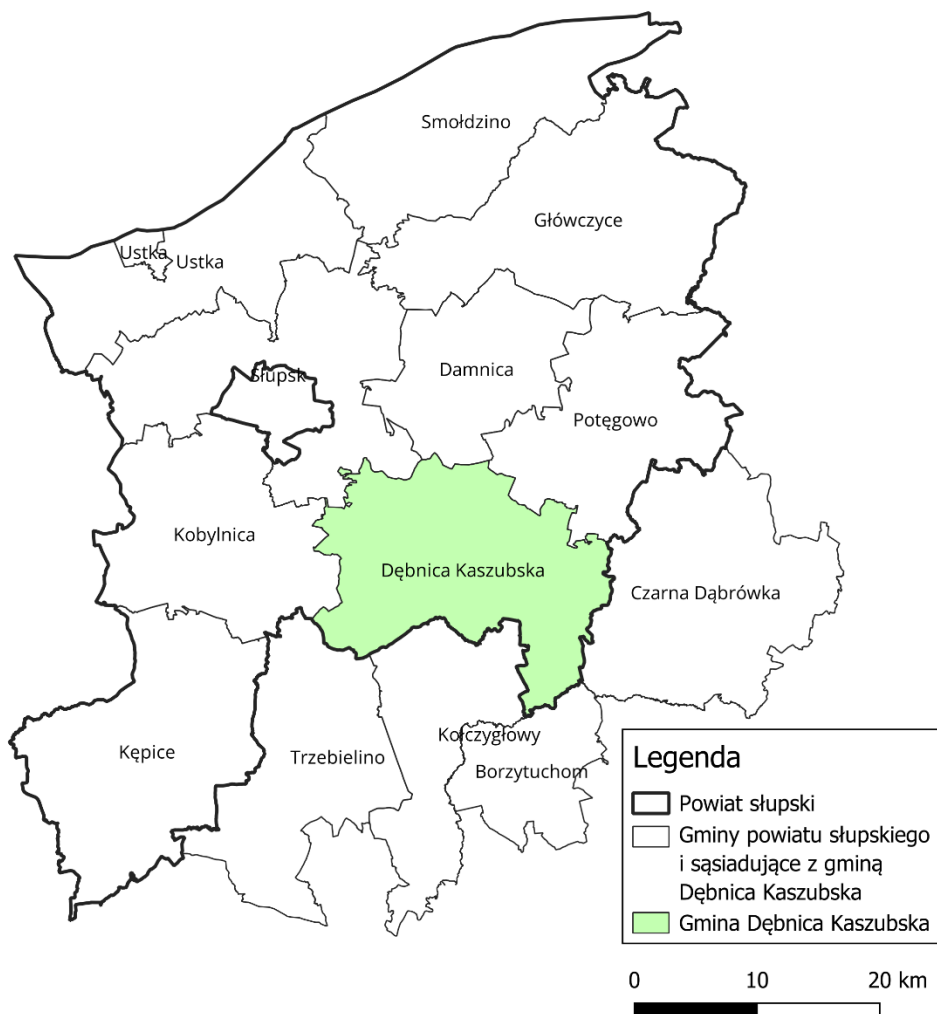 Smołdzino
Główczyce
Ustka
Ustka
Damnica
Słupsk
Potęgowo
Kobylnica
Dębnica Kaszubska
Czarna Dąbrówka
Kępice
Trzebielino
Kołczygłowy
Borzytuchom
Legenda
Powiat słupski
Gminy powiatu słupskiego
i sąsiadujące z gminą
Dębnica Kaszubska
Gmina Dębnica Kaszubska
0 10 20 km